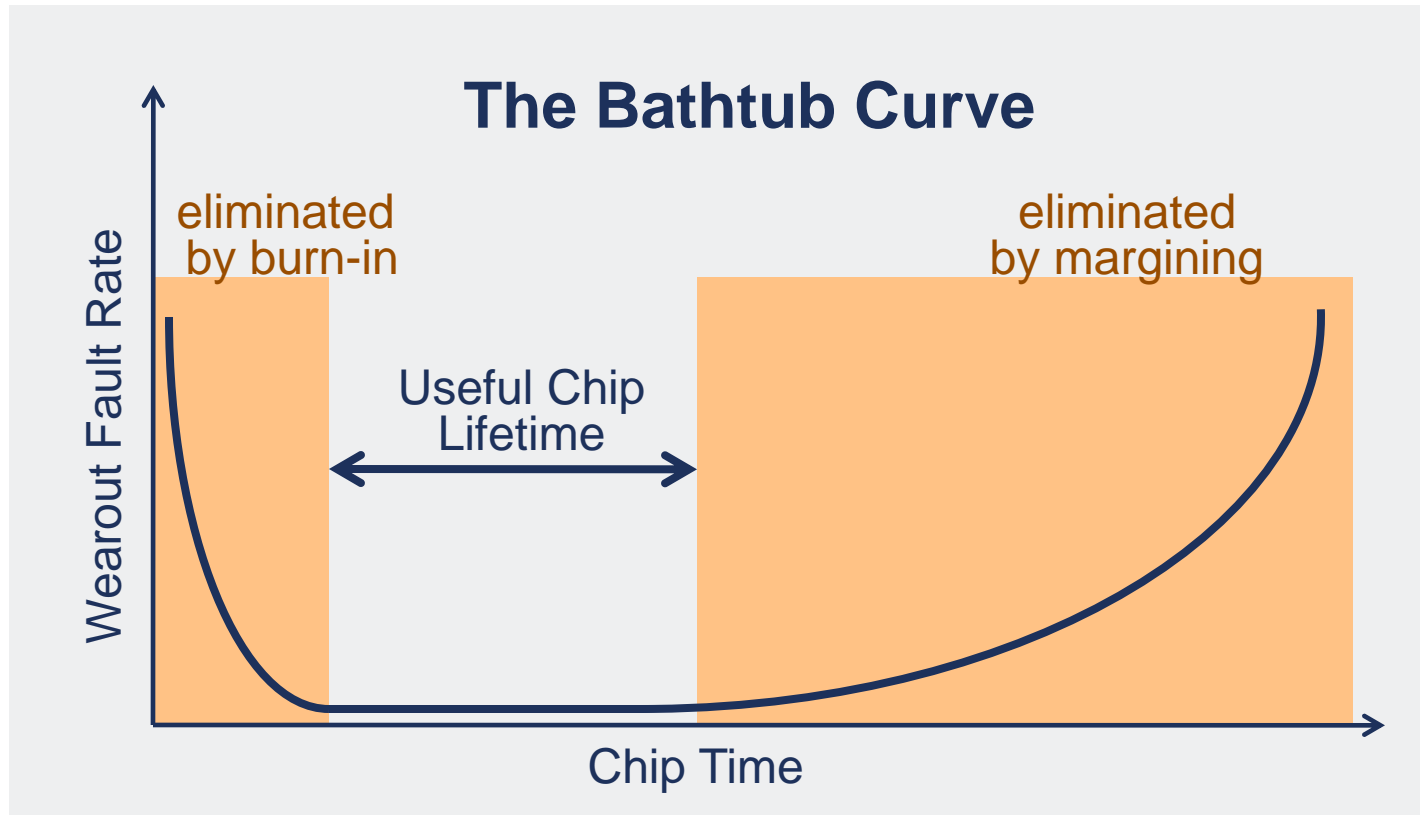 The Bathtub Curve
eliminated
by burn-in
eliminated
by margining
Wearout Fault Rate
Useful Chip
Lifetime
Chip Time